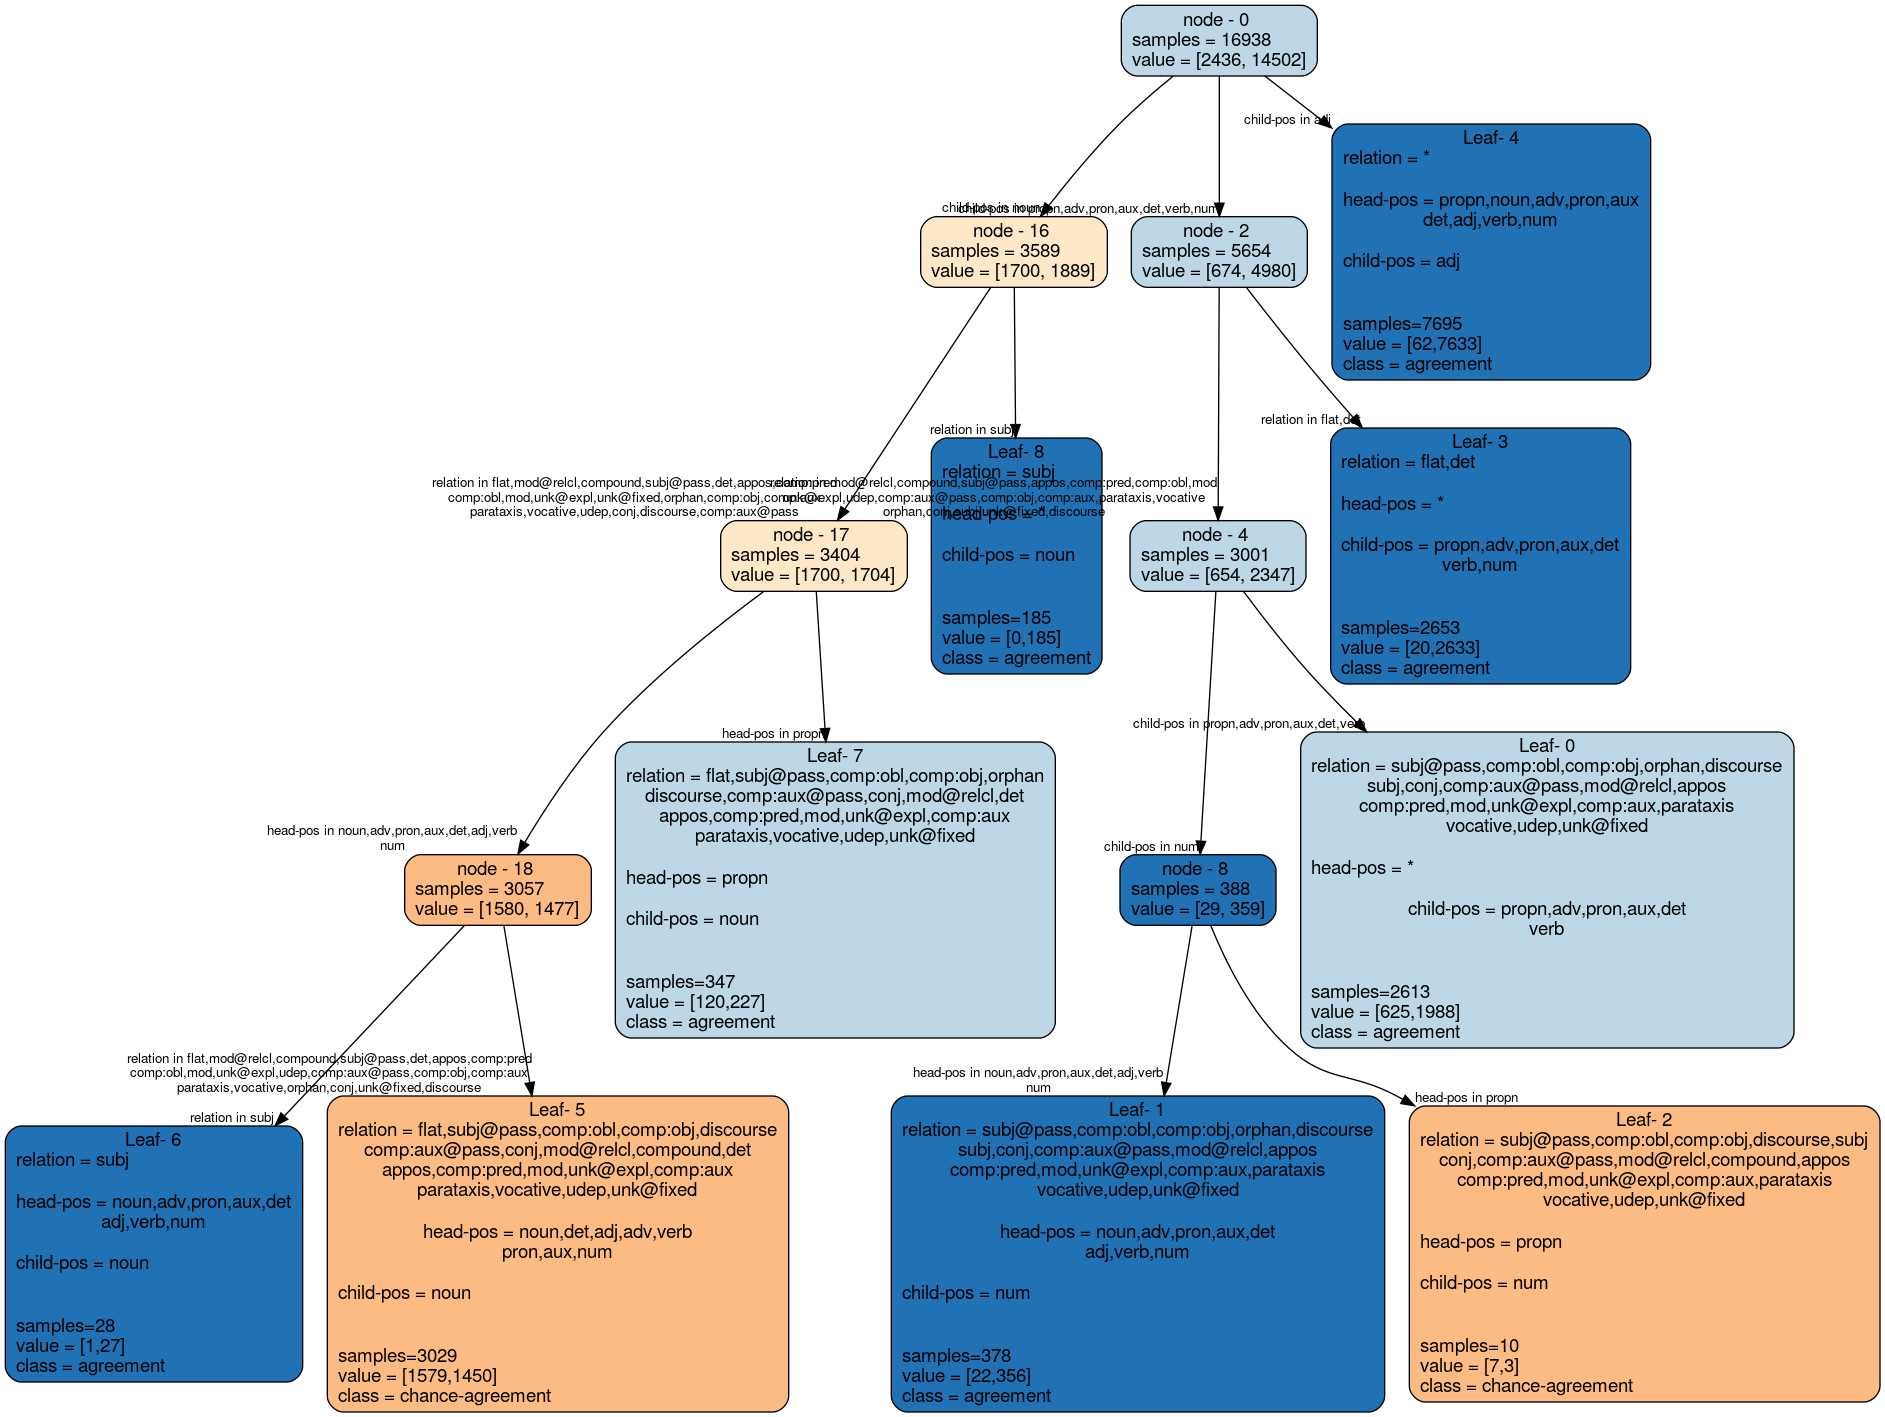 node - 0
samples = 16938
value = [2436, 14502]
child-pos in adj
Leaf- 4
relation = *
head-pos = propn,noun,adv,pron,aux
det,adj,verb,num
child-pos = adj
samples=7695
value = [62,7633]
class = agreement
child-pos in noun
child-pos in propn,adv,pron,aux,det,verb,num
node - 16
samples = 3589
value = [1700, 1889]
node - 2
samples = 5654
value = [674, 4980]
relation in flat,det
Leaf- 3
relation = flat,det
head-pos = *
child-pos = propn,adv,pron,aux,det
verb,num
samples=2653
value = [20,2633]
class = agreement
relation in subj
Leaf- 8
relation = subj
head-pos = *
child-pos = noun
samples=185
value = [0,185]
class = agreement
relation in flat,mod@relcl,compound,subj@pass,det,appos,comp:pred
comp:obl,mod,unk@expl,unk@fixed,orphan,comp:obj,comp:aux
parataxis,vocative,udep,conj,discourse,comp:aux@pass
relation in mod@relcl,compound,subj@pass,appos,comp:pred,comp:obl,mod
unk@expl,udep,comp:aux@pass,comp:obj,comp:aux,parataxis,vocative
orphan,conj,subj,unk@fixed,discourse
node - 17
samples = 3404
value = [1700, 1704]
node - 4
samples = 3001
value = [654, 2347]
head-pos in propn
Leaf- 7
relation = flat,subj@pass,comp:obl,comp:obj,orphan
discourse,comp:aux@pass,conj,mod@relcl,det
appos,comp:pred,mod,unk@expl,comp:aux
parataxis,vocative,udep,unk@fixed
head-pos = propn
child-pos = noun
samples=347
value = [120,227]
class = agreement
child-pos in propn,adv,pron,aux,det,verb
Leaf- 0
relation = subj@pass,comp:obl,comp:obj,orphan,discourse
subj,conj,comp:aux@pass,mod@relcl,appos
comp:pred,mod,unk@expl,comp:aux,parataxis
vocative,udep,unk@fixed
head-pos = *
child-pos = propn,adv,pron,aux,det
verb
samples=2613
value = [625,1988]
class = agreement
head-pos in noun,adv,pron,aux,det,adj,verb
num
node - 18
samples = 3057
value = [1580, 1477]
child-pos in num
node - 8
samples = 388
value = [29, 359]
relation in subj
Leaf- 6
relation = subj
head-pos = noun,adv,pron,aux,det
adj,verb,num
child-pos = noun
samples=28
value = [1,27]
class = agreement
relation in flat,mod@relcl,compound,subj@pass,det,appos,comp:pred
comp:obl,mod,unk@expl,udep,comp:aux@pass,comp:obj,comp:aux
parataxis,vocative,orphan,conj,unk@fixed,discourse
Leaf- 5
relation = flat,subj@pass,comp:obl,comp:obj,discourse
comp:aux@pass,conj,mod@relcl,compound,det
appos,comp:pred,mod,unk@expl,comp:aux
parataxis,vocative,udep,unk@fixed
head-pos = noun,det,adj,adv,verb
pron,aux,num
child-pos = noun
samples=3029
value = [1579,1450]
class = chance-agreement
head-pos in noun,adv,pron,aux,det,adj,verb
num
Leaf- 1
relation = subj@pass,comp:obl,comp:obj,orphan,discourse
subj,conj,comp:aux@pass,mod@relcl,appos
comp:pred,mod,unk@expl,comp:aux,parataxis
vocative,udep,unk@fixed
head-pos = noun,adv,pron,aux,det
adj,verb,num
child-pos = num
samples=378
value = [22,356]
class = agreement
head-pos in propn
Leaf- 2
relation = subj@pass,comp:obl,comp:obj,discourse,subj
conj,comp:aux@pass,mod@relcl,compound,appos
comp:pred,mod,unk@expl,comp:aux,parataxis
vocative,udep,unk@fixed
head-pos = propn
child-pos = num
samples=10
value = [7,3]
class = chance-agreement